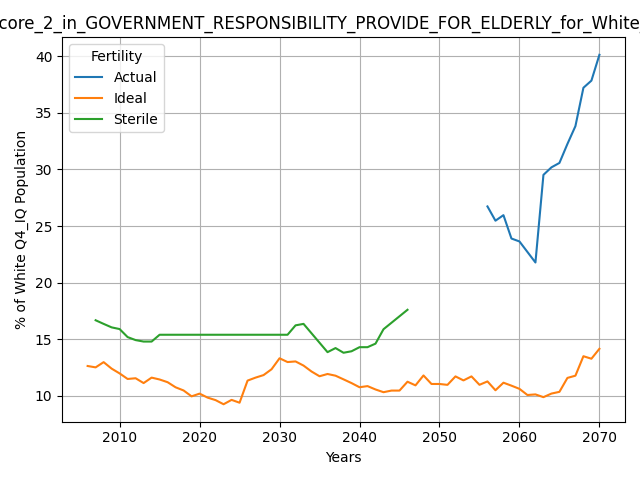 core_2_in_GOVERNMENT_RESPONSIBILITY_PROVIDE_FOR_ELDERLY_for_White_
Fertility
Actual
Ideal
Sterile
% of White Q4_IQ Population
40
35
30
25
20
15
10
2010 2020 2030 2040 2050 2060 2070
Years